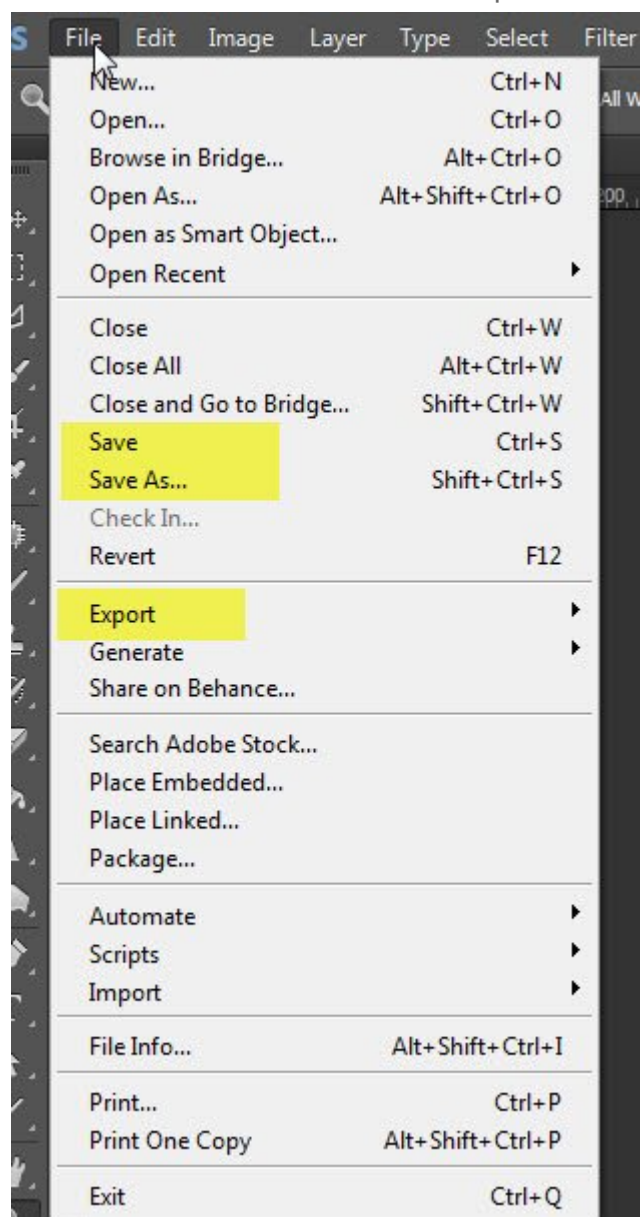 S File Edit Image Layer Type Select Filter
New... Ctrl+N
All W
Open... Ctrl+O
Browse in Bridge... Alt+Ctrl+O
Open As... Alt+Shift+Ctrl+O
Open as Smart Object...
Open Recent
Close Ctrl+W
Close All Alt+Ctrl+W
Close and Go to Bridge... Shift+Ctrl+W
Save Ctrl+S
Save As... Shift+Ctrl+S
Check In...
Revert F12
Export
Generate
Share on Behance...
Search Adobe Stock...
Place Embedded...
Place Linked...
Package...
Automate
Scripts
Import
File Info... Alt+Shift+Ctrl+I
Print... Ctrl+P
Print One Copy Alt+Shift+Ctrl+P
Exit Ctrl+Q